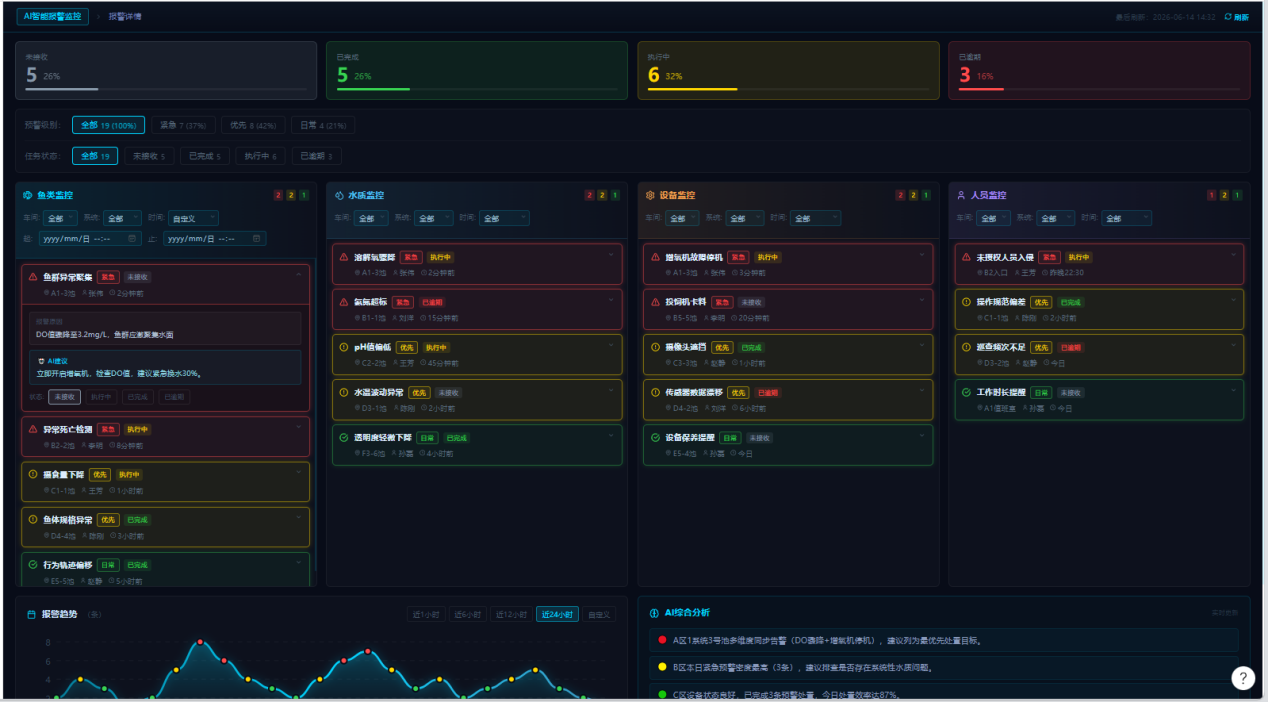 AI智能报警监控 › 报警详情
最近刷新: 2026-06-14 14:32 刷新
未接收
5 26%
已完成
5 26%
执行中
6 32%
已逾期
3 16%
预警级别: 全部 19 (100%) 紧急 7 (37%) 优先 8 (42%) 日常 4 (21%)
任务状态: 全部 19 未接收 5 已完成 5 执行中 6 已逾期 3
鱼类监控 2 2 1
车间: 全部 系统: 全部 时间: 自定义
起: yyyy/mm/日 --:-- 止: yyyy/mm/日 --:--
鱼群异常聚集 紧急 未接收
A1-3池 张伟 2分钟前
DO值骤降至3.2mg/L，鱼群应激聚集水面
AI建议
立即开启增氧机，检查DO值，建议紧急换水30%。
状态: 未接收 执行中 已完成 已逾期
异常死亡检测 紧急 执行中
B2-2池 李明 8分钟前
摄食量下降 优先 执行中
C1-1池 王芳 1小时前
鱼体规格异常 优先 已完成
D4-4池 陈刚 3小时前
行为轨迹偏移 日常 已完成
E5-5池 赵静 5小时前
水质监控 2 2 1
车间: 全部 系统: 全部 时间: 全部
溶解氧骤降 紧急 执行中
A1-3池 张伟 2分钟前
氨氮超标 紧急 已逾期
B1-1池 刘洋 15分钟前
pH值偏低 优先 执行中
C2-2池 王芳 45分钟前
水温波动异常 优先 未接收
D3-1池 陈刚 2小时前
透明度轻微下降 日常 已完成
F3-6池 孙磊 4小时前
设备监控 2 2 1
车间: 全部 系统: 全部 时间: 全部
增氧机故障停机 紧急 执行中
A1-3池 张伟 3分钟前
投饲机卡料 紧急 未接收
B5-5池 李明 20分钟前
摄像头遮挡 优先 已完成
C3-3池 赵静 1小时前
传感器数据漂移 优先 已逾期
D4-2池 刘洋 6小时前
设备保养提醒 日常 未接收
E5-4池 孙磊 今日
人员监控 1 2 1
车间: 全部 系统: 全部 时间: 全部
未授权人员入侵 紧急 执行中
B2入口 王芳 昨晚22:30
操作规范偏差 优先 已完成
C1-1池 陈刚 2小时前
巡查频次不足 优先 已逾期
D3-2池 赵静 今日
工作时长提醒 日常 未接收
A1值班室 孙磊 今日
报警趋势 (条) 近1小时 近6小时 近12小时 近24小时 自定义
8
6
4
AI综合分析 实时更新
A区1系统3号池多维度同步告警（DO骤降+增氧机停机），建议列为最优先处置目标。
B区本日紧急预警密度最高（3条），建议排查是否存在系统性水质问题。
C区设备状态良好，已完成3条预警处置，今日处置效率达87%。
?